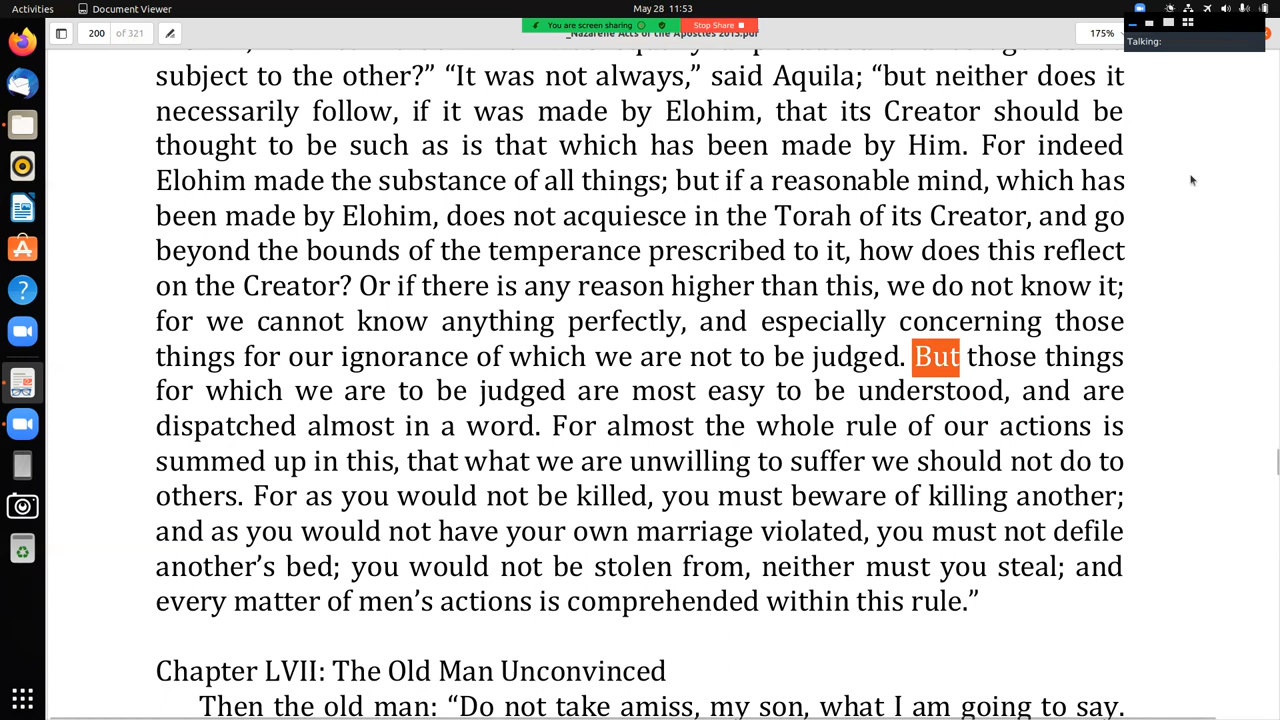 Activities
Document Viewer
May 28 11:53
200 of 321
You are screen sharing
Stop Share
_Nazarene Acts of the Apostles 2013.pdf
175%
Talking:
subject to the other?” “It was not always,” said Aquila; “but neither does it
necessarily follow, if it was made by Elohim, that its Creator should be
thought to be such as is that which has been made by Him. For indeed
Elohim made the substance of all things; but if a reasonable mind, which has
been made by Elohim, does not acquiesce in the Torah of its Creator, and go
beyond the bounds of the temperance prescribed to it, how does this reflect
on the Creator? Or if there is any reason higher than this, we do not know it;
for we cannot know anything perfectly, and especially concerning those
things for our ignorance of which we are not to be judged. But those things
for which we are to be judged are most easy to be understood, and are
dispatched almost in a word. For almost the whole rule of our actions is
summed up in this, that what we are unwilling to suffer we should not do to
others. For as you would not be killed, you must beware of killing another;
and as you would not have your own marriage violated, you must not defile
another’s bed; you would not be stolen from, neither must you steal; and
every matter of men’s actions is comprehended within this rule.”
Chapter LVII: The Old Man Unconvinced
Then the old man: “Do not take amiss, my son, what I am going to say.